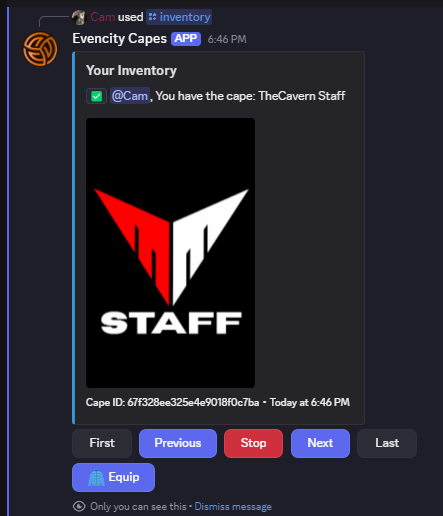 Cam used inventory
Evencity Capes APP 6:46 PM
Your Inventory
@Cam, You have the cape: TheCavern Staff
STAFF
Cape ID: 67f328ee325e4e9018f0c7ba • Today at 6:46 PM
First Previous Stop Next Last
Equip
Only you can see this • Dismiss message